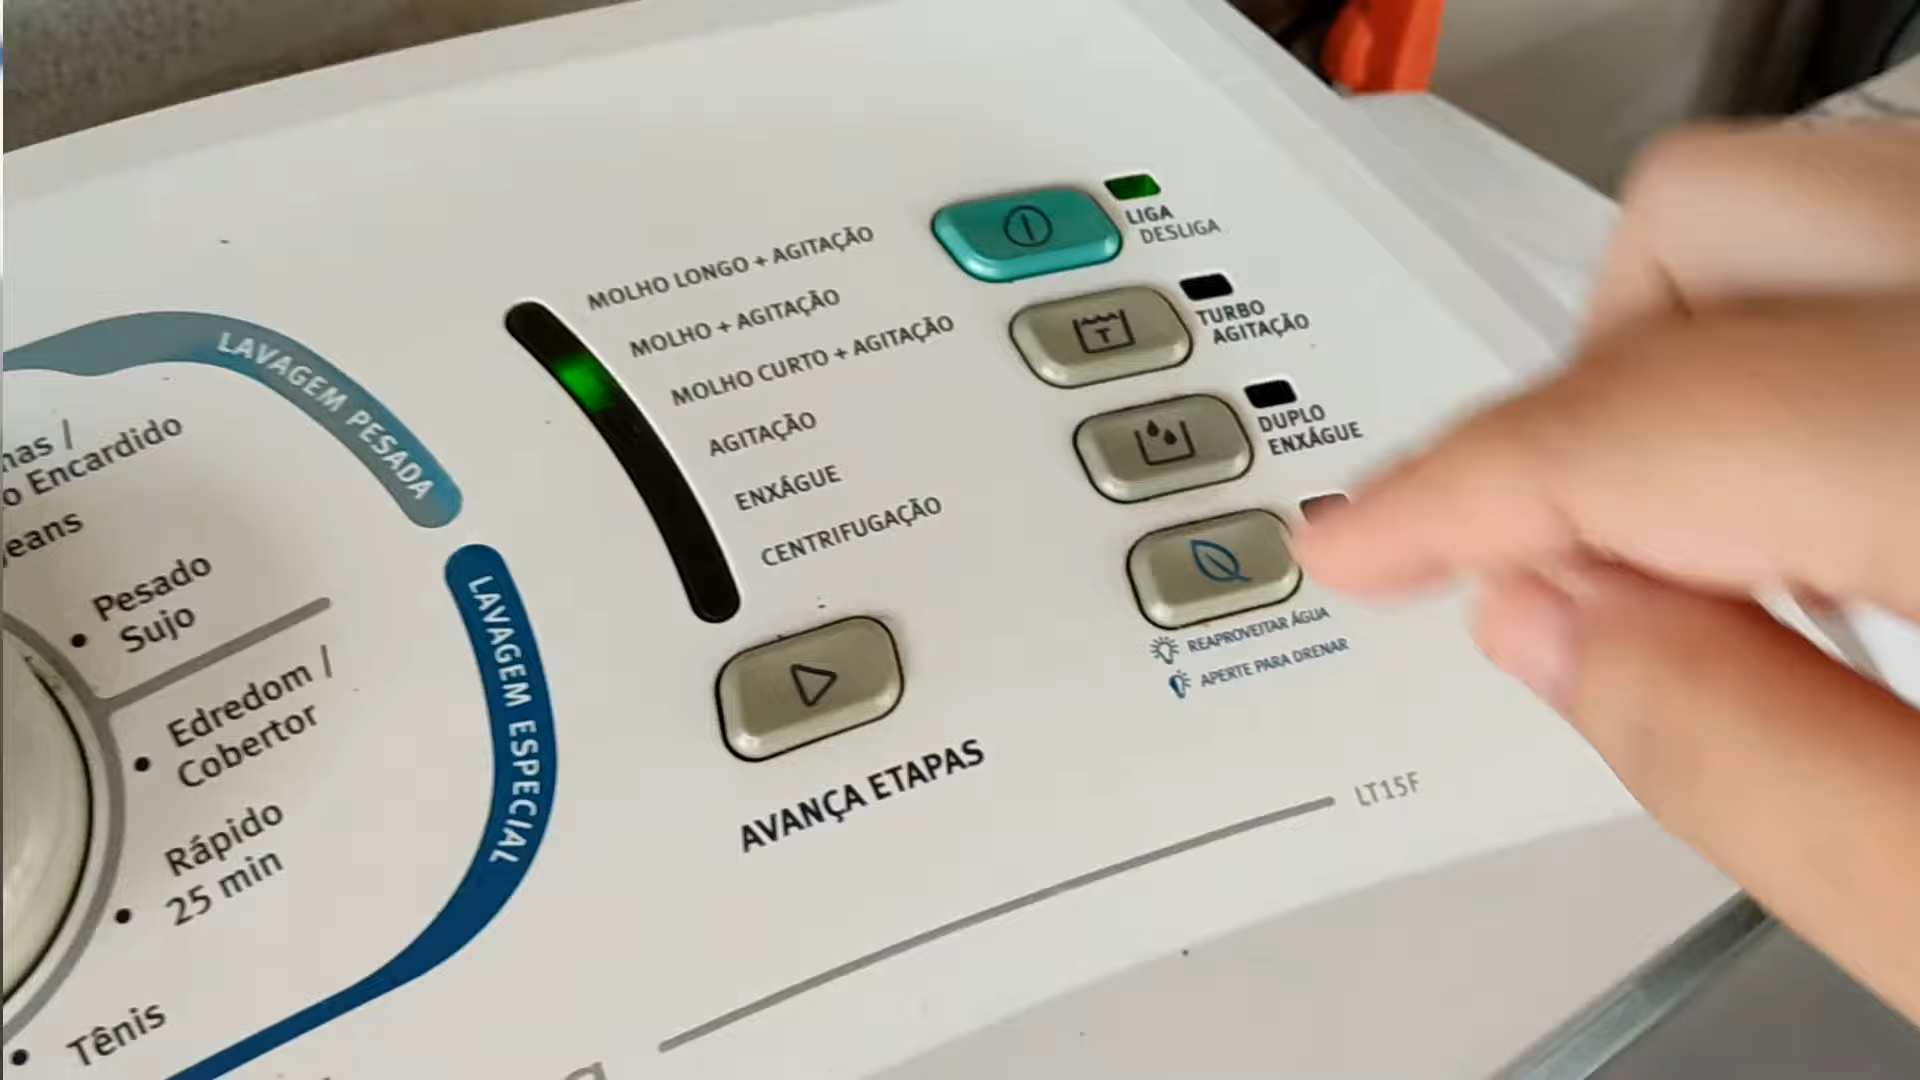 LAVAGEM PESADA
o Encardido
Pesado
Sujo
Edredom /
Cobertor
Rápido
25 min
Tênis
LAVAGEM ESPECIAL
MOLHO LONGO + AGITAÇÃO
MOLHO + AGITAÇÃO
MOLHO CURTO + AGITAÇÃO
AGITAÇÃO
ENXÁGUE
CENTRIFUGAÇÃO
AVANÇA ETAPAS
LIGA
DESLIGA
TURBO
AGITAÇÃO
T
DUPLO
ENXÁGUE
REAPROVEITAR ÁGUA
APERTE PARA DRENAR
LT15F